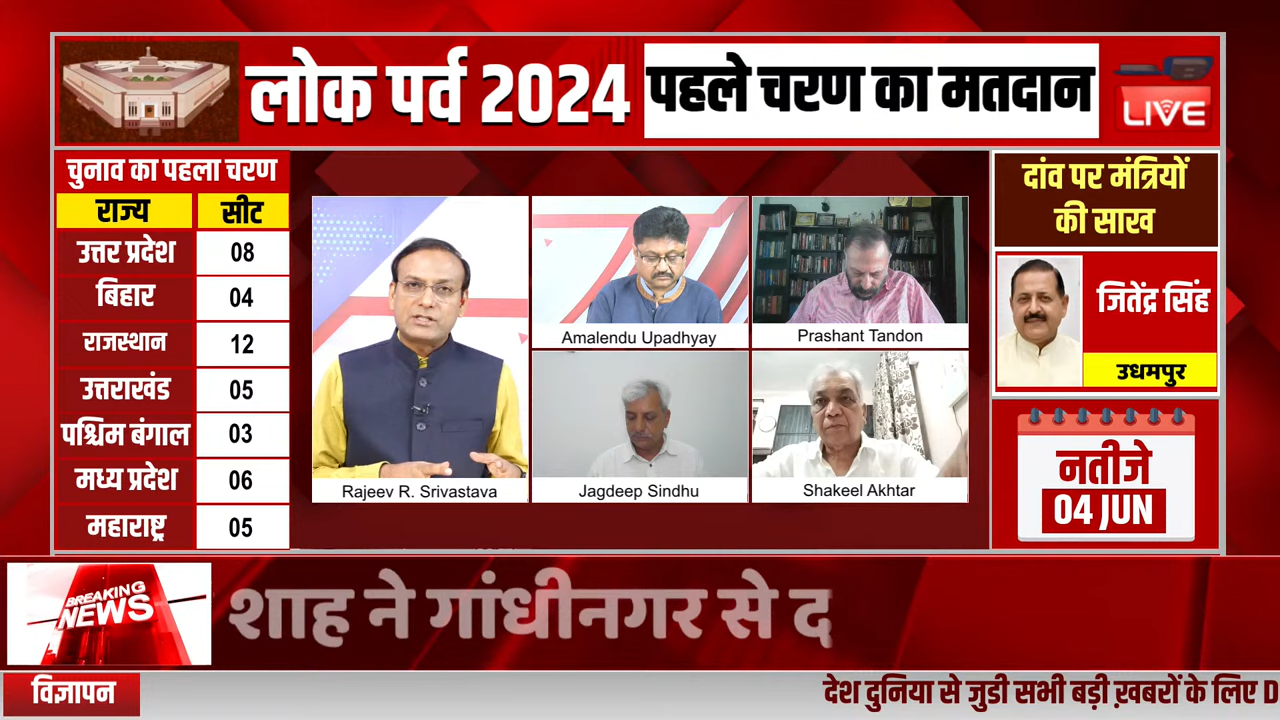 लोक पर्व 2024
पहले चरण का मतदान
LIVE
चुनाव का पहला चरण
राज्य सीट
उत्तर प्रदेश 08
बिहार 04
राजस्थान 12
उत्तराखंड 05
पश्चिम बंगाल 03
मध्य प्रदेश 06
महाराष्ट्र 05
Rajeev R. Srivastava
Amalendu Upadhyay
Prashant Tandon
Jagdeep Sindhu
Shakeel Akhtar
दांव पर मंत्रियों
की साख
जितेंद्र सिंह
उधमपुर
नतीजे
04 JUN
BREAKING
NEWS
शाह ने गांधीनगर से द
विज्ञापन
देश दुनिया से जुडी सभी बड़ी ख़बरों के लिए D